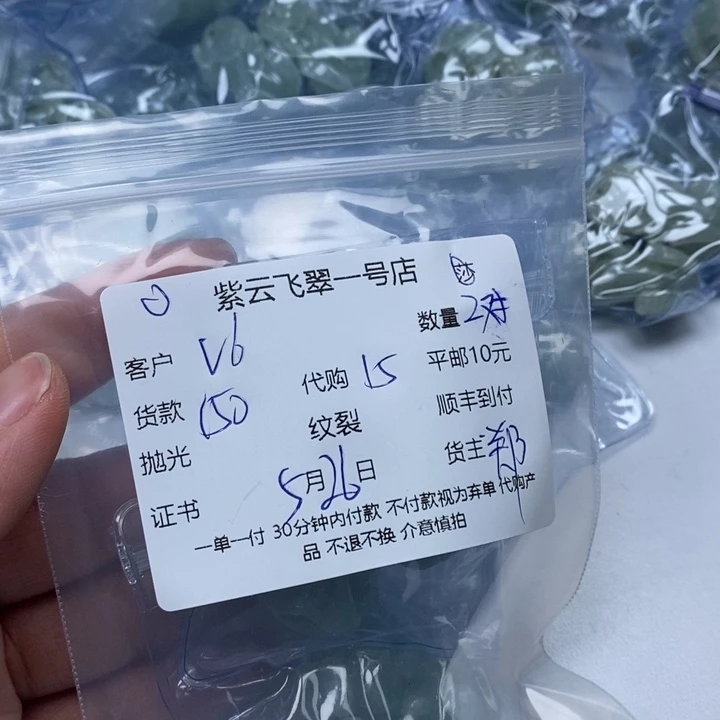 紫云飞翠一号店 莎
客户 V6 数量 2对
货款 150 代购 15 平邮10元
抛光 纹裂 顺丰到付
证书 5月26日 货主 郑
一单一付 30分钟内付款 不付款视为弃单 代购产
品 不退不换 介意慎拍